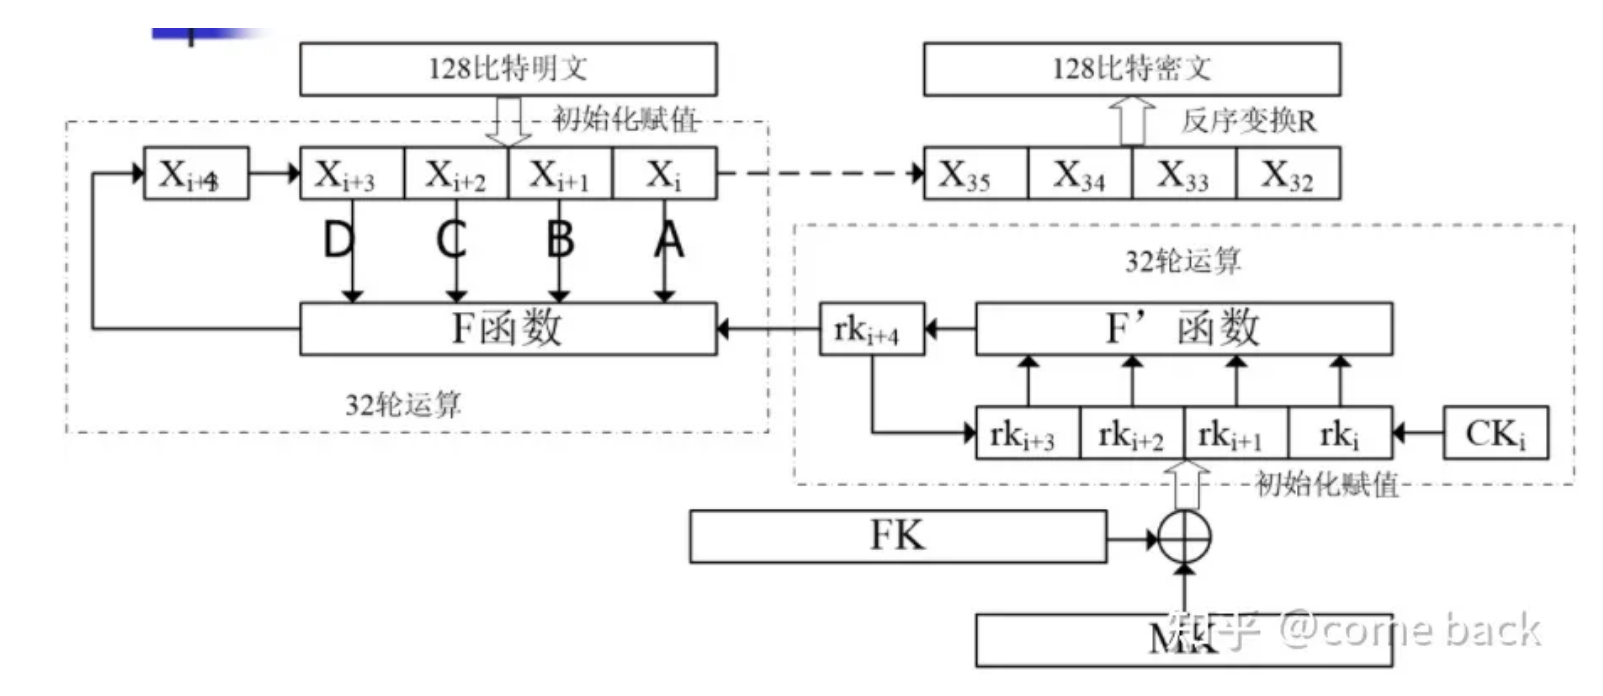 128比特明文
128比特密文
初始化赋值
反序变换R
Xi+4
Xi+3
Xi+2
Xi+1
Xi
X35
X34
X33
X32
D
C
B
A
32轮运算
F函数
rki+4
F’函数
32轮运算
rki+3
rki+2
rki+1
rki
CKi
初始化赋值
FK
MK
知乎 @come back